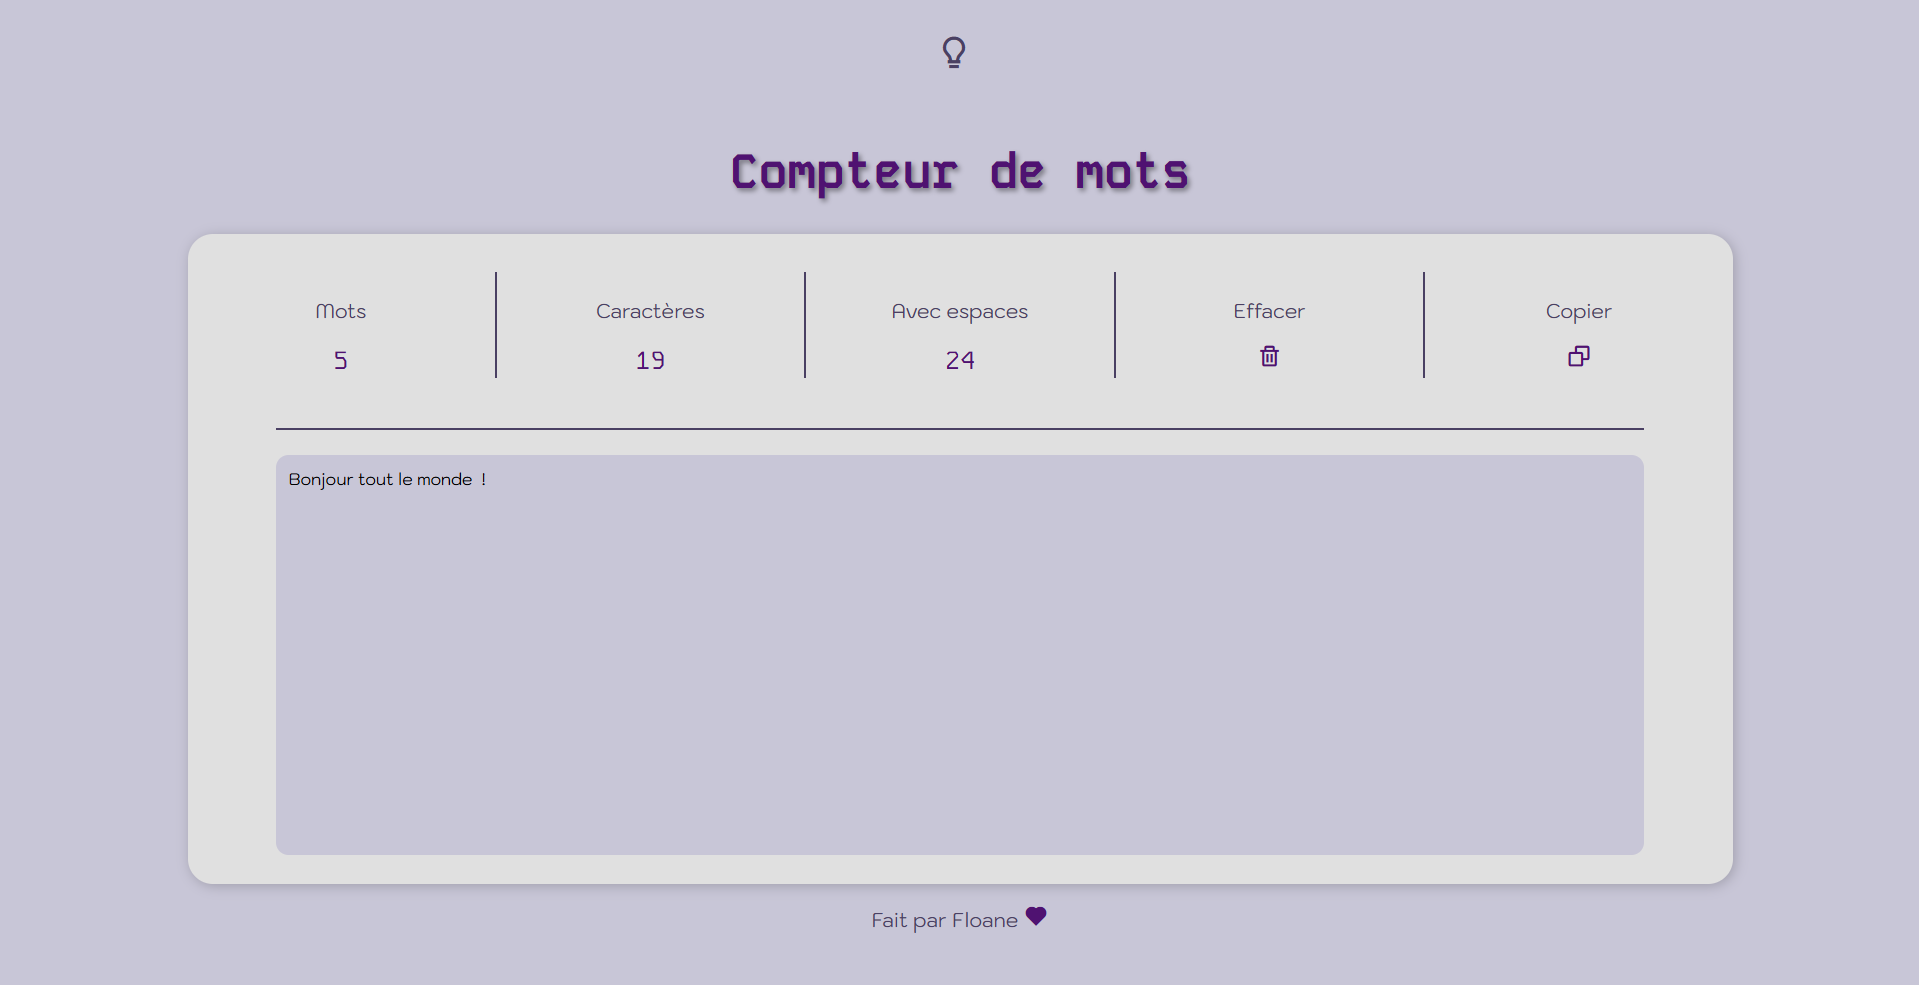 Compteur de mots
Mots Caractères Avec espaces Effacer Copier
5 19 24
Bonjour tout le monde  !
Fait par Floane